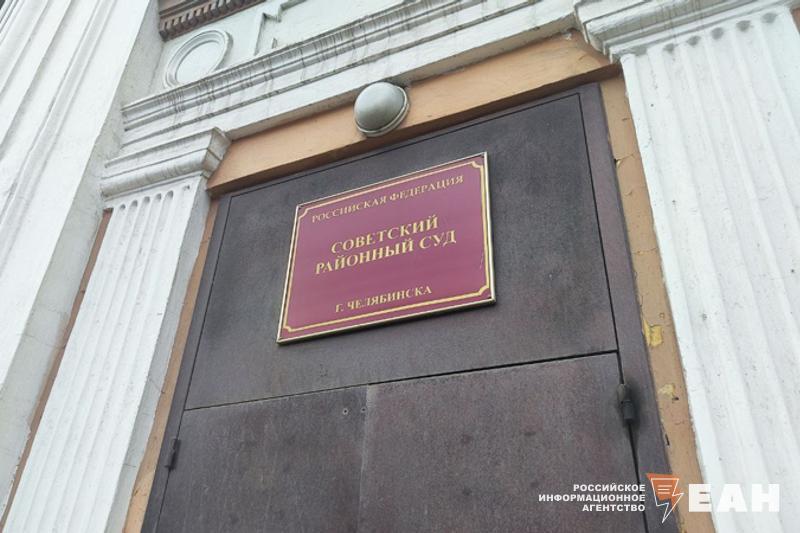 РОССИЙСКАЯ ФЕДЕРАЦИЯ
СОВЕТСКИЙ
РАЙОННЫЙ СУД
Г. ЧЕЛЯБИНСКА
РОССИЙСКОЕ
ИНФОРМАЦИОННОЕ
АГЕНТСТВО
ЕАН